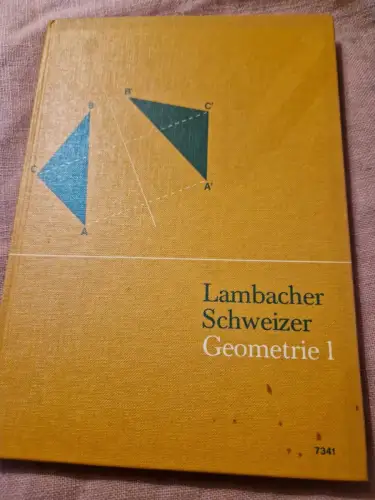 B B'
C'
C
A'
A
Lambacher
Schweizer
Geometrie 1
7341